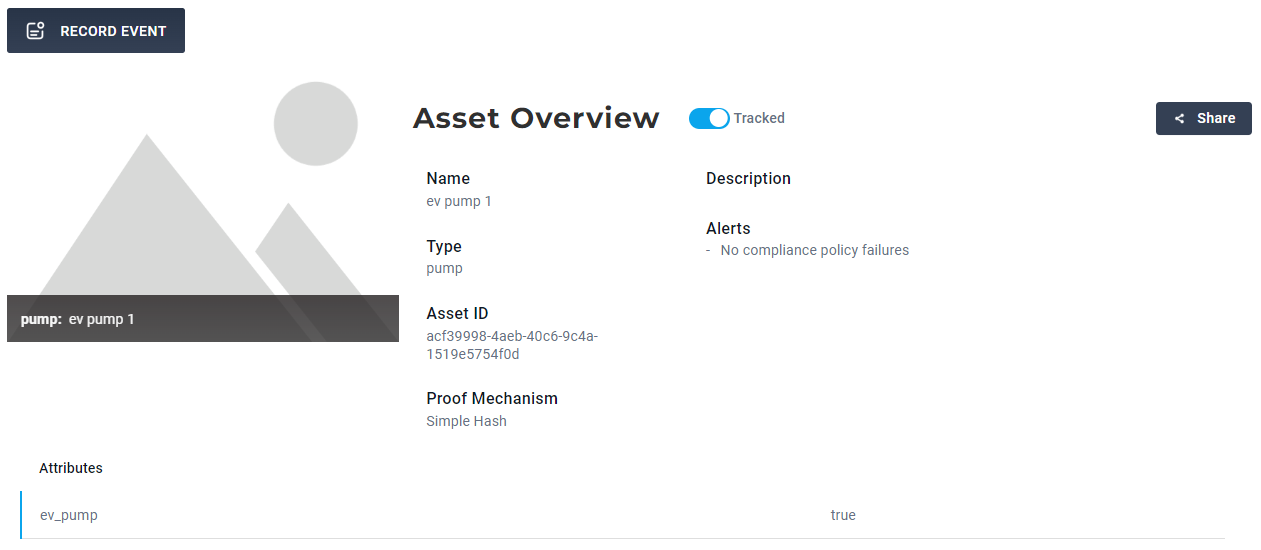 RECORD EVENT
Asset Overview
Tracked
Share
Name
ev pump 1
Description
Alerts
- No compliance policy failures
Type
pump
pump: ev pump 1
Asset ID
acf39998-4aeb-40c6-9c4a-
1519e5754f0d
Proof Mechanism
Simple Hash
Attributes
ev_pump true